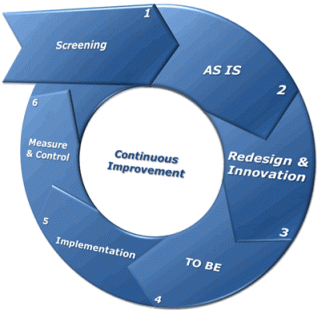 1
Screening
AS IS
2
Redesign &
Innovation
3
TO BE
4
Implementation
5
Measure
& Control
6
Continuous
Improvement